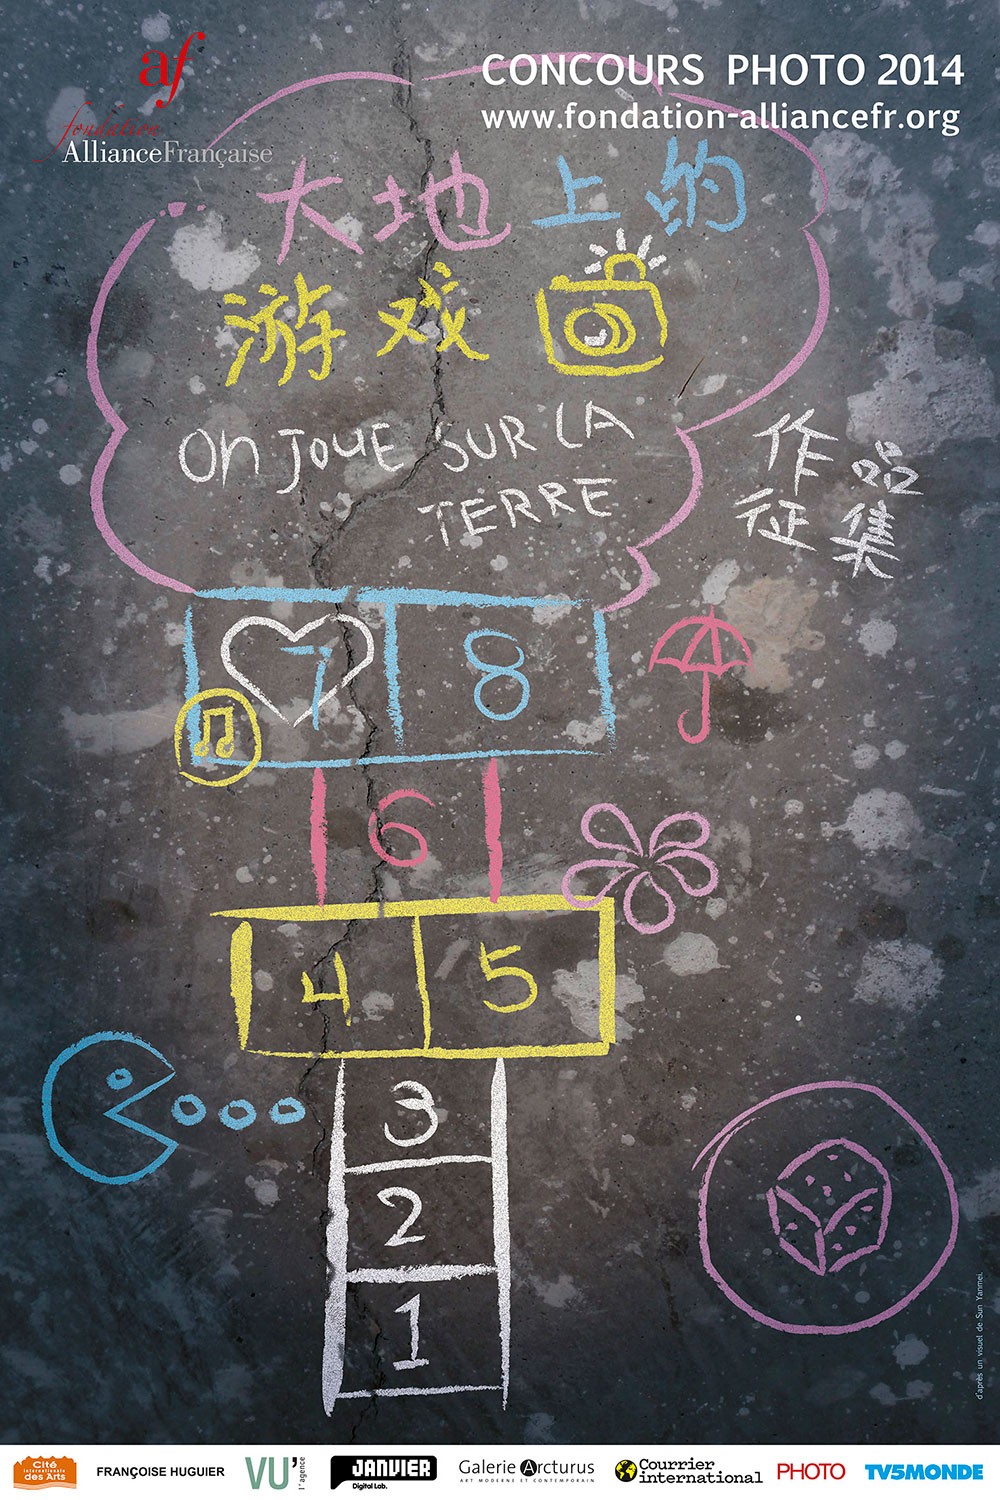 af
fondation
AllianceFrançaise
CONCOURS PHOTO 2014
www.fondation-alliancefr.org
大地上的
游戏
On JOUE SUR LA
TERRE
作品
征集
7 8
6
4 5
3
2
1
d'après un visuel de Sun Yanmei.
Cité
internationale
des Arts
FRANÇOISE HUGUIER
VU'
l'agence
JANVIER
Digital Lab.
Galerie Arcturus
ART MODERNE ET CONTEMPORAIN
Courrier
international
PHOTO
TV5MONDE